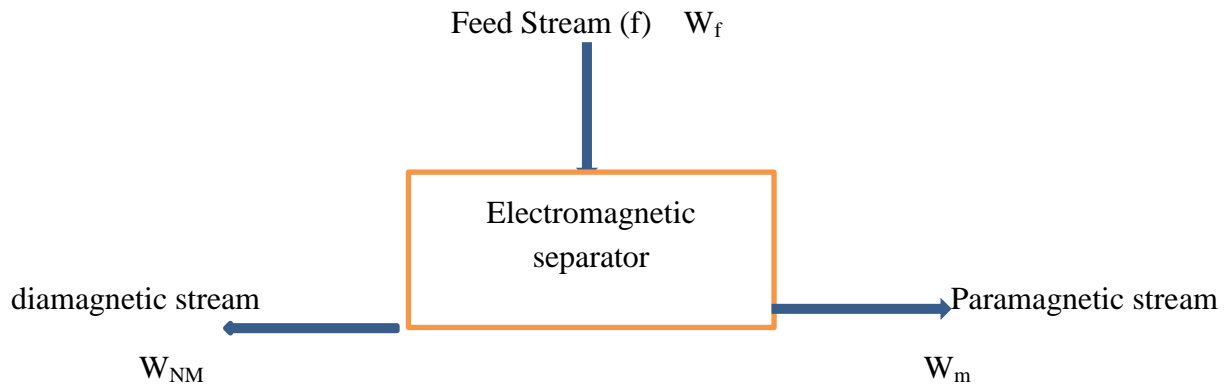 Feed Stream (f) W_f
Electromagnetic
separator
diamagnetic stream
Paramagnetic stream
W_NM
W_m